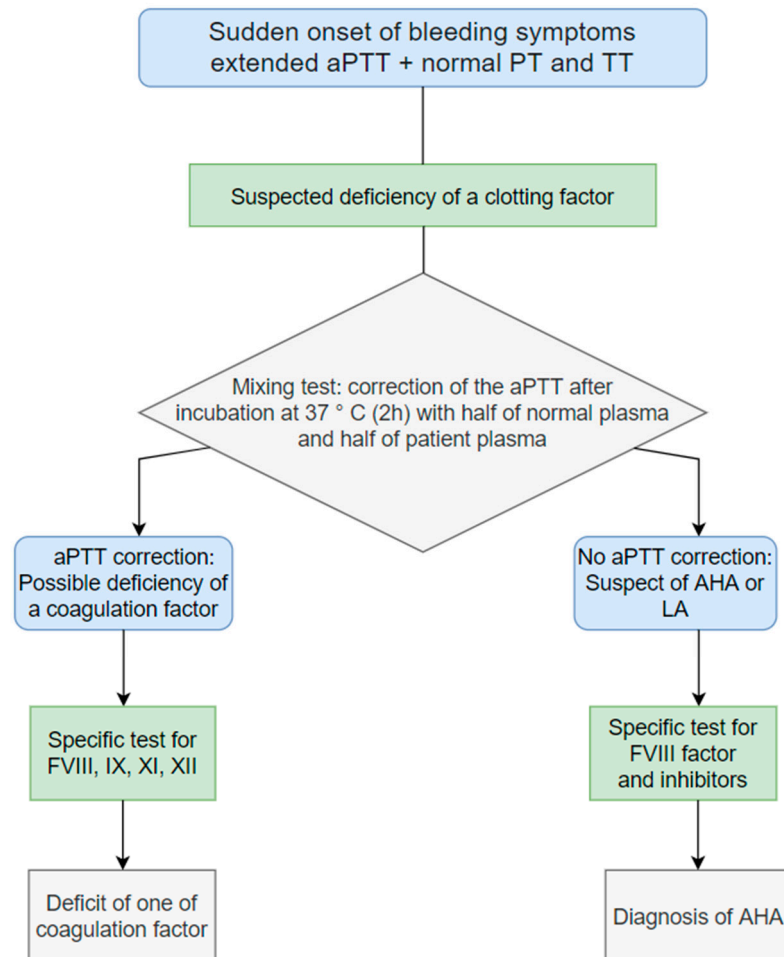 Sudden onset of bleeding symptoms
extended aPTT + normal PT and TT
Suspected deficiency of a clotting factor
Mixing test: correction of the aPTT after
incubation at 37 ° C (2h) with half of normal plasma
and half of patient plasma
aPTT correction:
Possible deficiency of
a coagulation factor
No aPTT correction:
Suspect of AHA or
LA
Specific test for
FVIII, IX, XI, XII
Specific test for
FVIII factor
and inhibitors
Deficit of one of
coagulation factor
Diagnosis of AHA